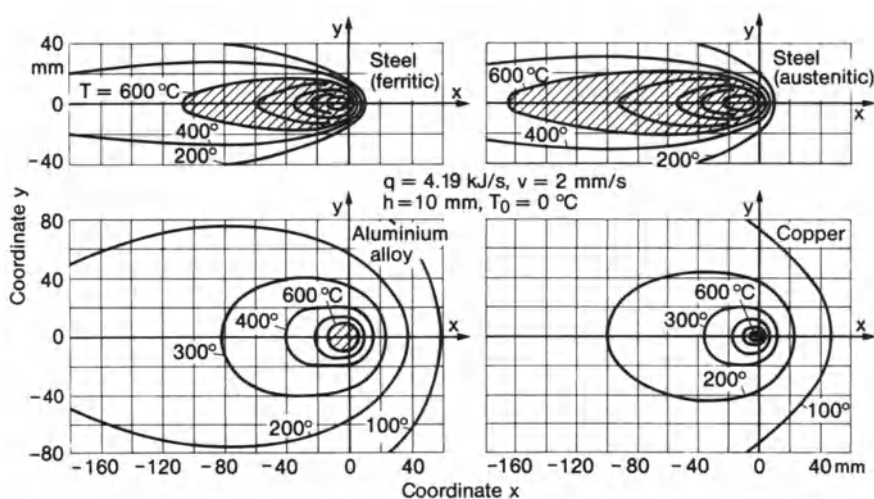 40
mm
20
0
−20
−40
y
Steel
(ferritic)
x
T = 600 °C
400°
200°
y
Steel
(austenitic)
x
600 °C
400°
200°
q = 4.19 kJ/s, v = 2 mm/s
h = 10 mm, T0 = 0 °C
Coordinate y
80
40
0
−40
−80
y
Aluminium
alloy
x
600 °C
400°
300°
200°
100°
−160 −120 −80 −40 0 40
y
Copper
x
600 °C
300°
200°
100°
−160 −120 −80 −40 0 40 mm
Coordinate x